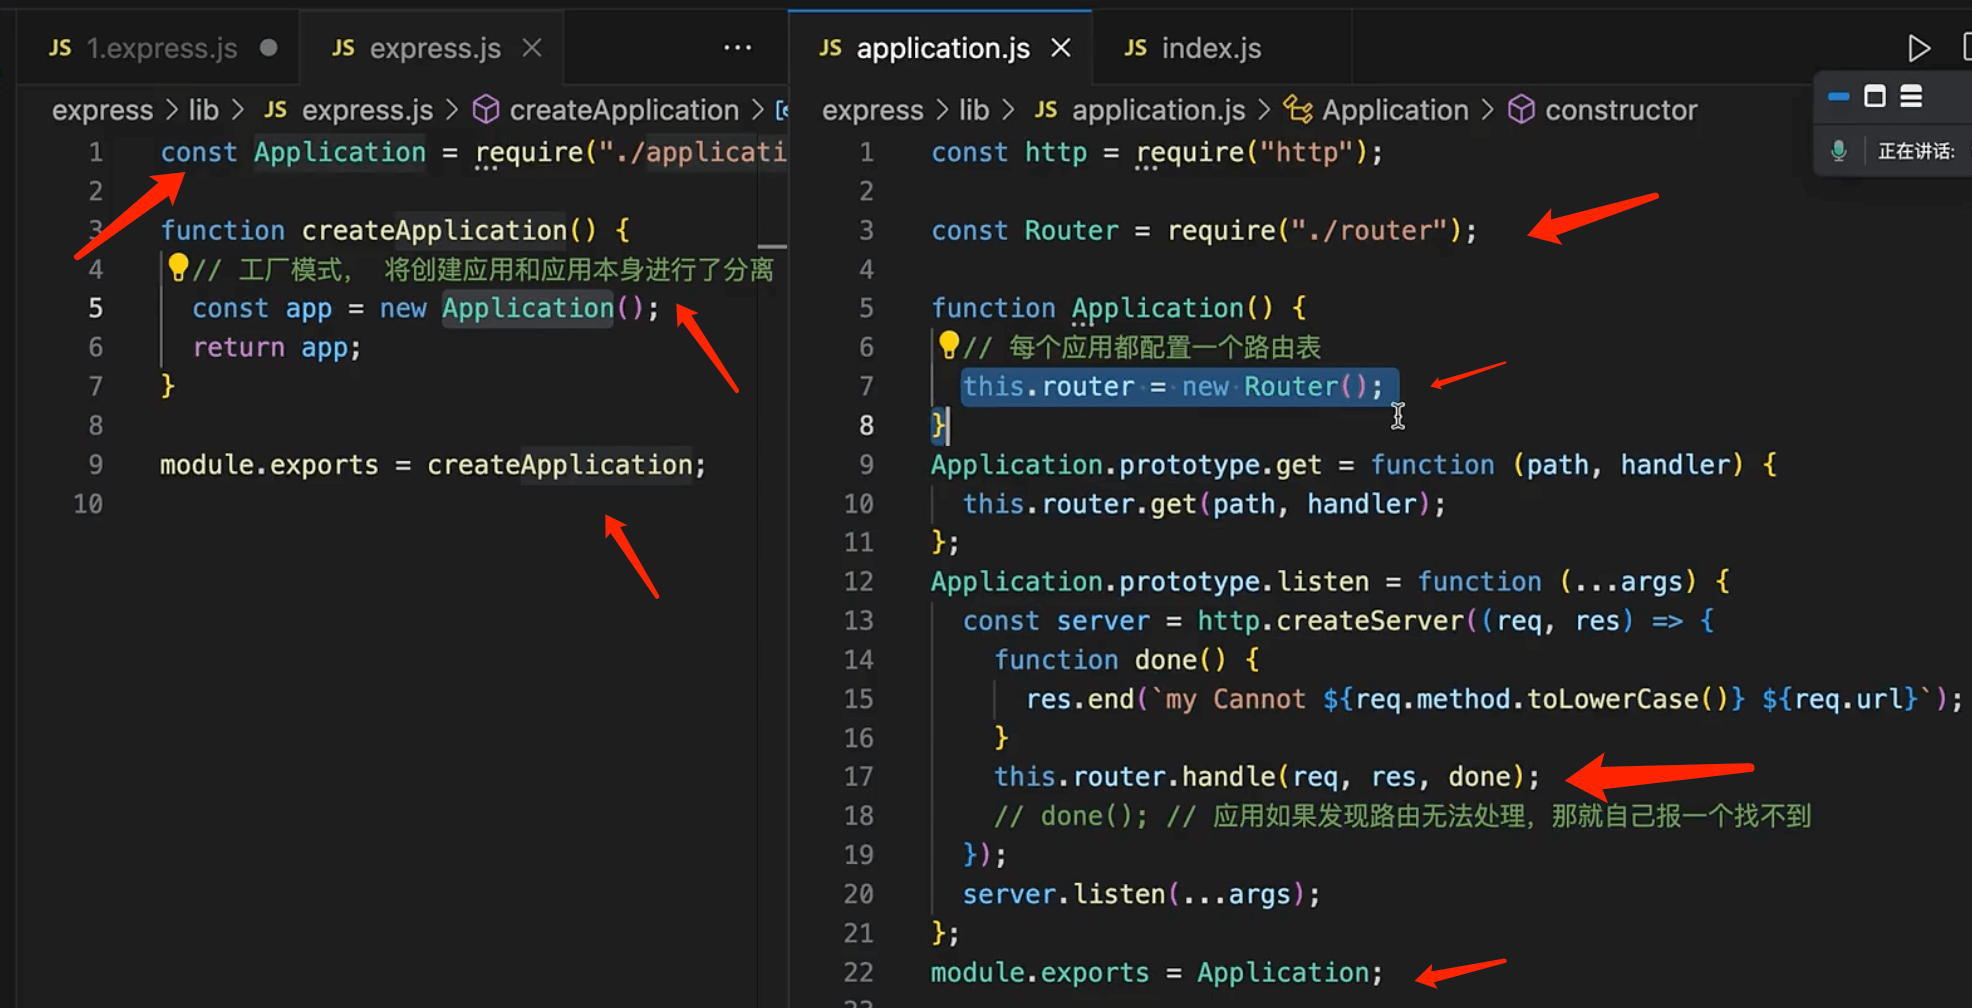 JS 1.express.js
JS express.js
...
JS application.js
JS index.js
express > lib > JS express.js > createApplication >
express > lib > JS application.js > Application > constructor
正在讲话:
1 const Application = require("./applicati
2
3 function createApplication() {
4 // 工厂模式， 将创建应用和应用本身进行了分离
5 const app = new Application();
6 return app;
7 }
8
9 module.exports = createApplication;
10
1 const http = require("http");
2
3 const Router = require("./router");
4
5 function Application() {
6 // 每个应用都配置一个路由表
7 this.router = new Router();
8 }
9 Application.prototype.get = function (path, handler) {
10 this.router.get(path, handler);
11 };
12 Application.prototype.listen = function (...args) {
13 const server = http.createServer((req, res) => {
14 function done() {
15 res.end(`my Cannot ${req.method.toLowerCase()} ${req.url}`);
16 }
17 this.router.handle(req, res, done);
18 // done(); // 应用如果发现路由无法处理，那就自己报一个找不到
19 });
20 server.listen(...args);
21 };
22 module.exports = Application;